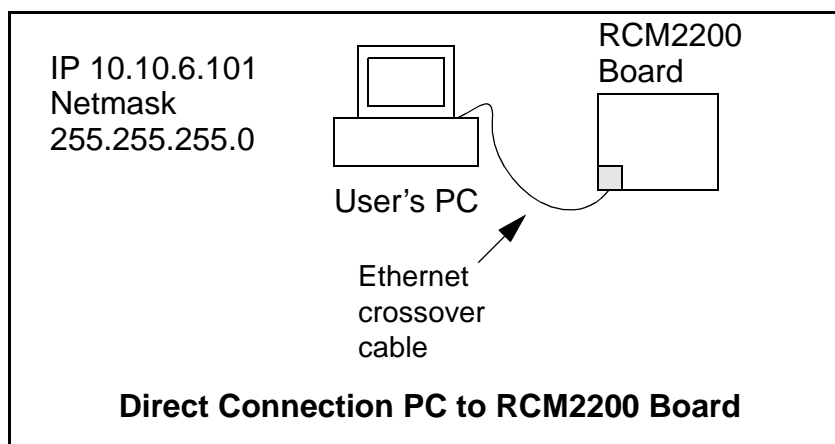 IP 10.10.6.101
Netmask
255.255.255.0
RCM2200
Board
User’s PC
Ethernet
crossover
cable
Direct Connection PC to RCM2200 Board